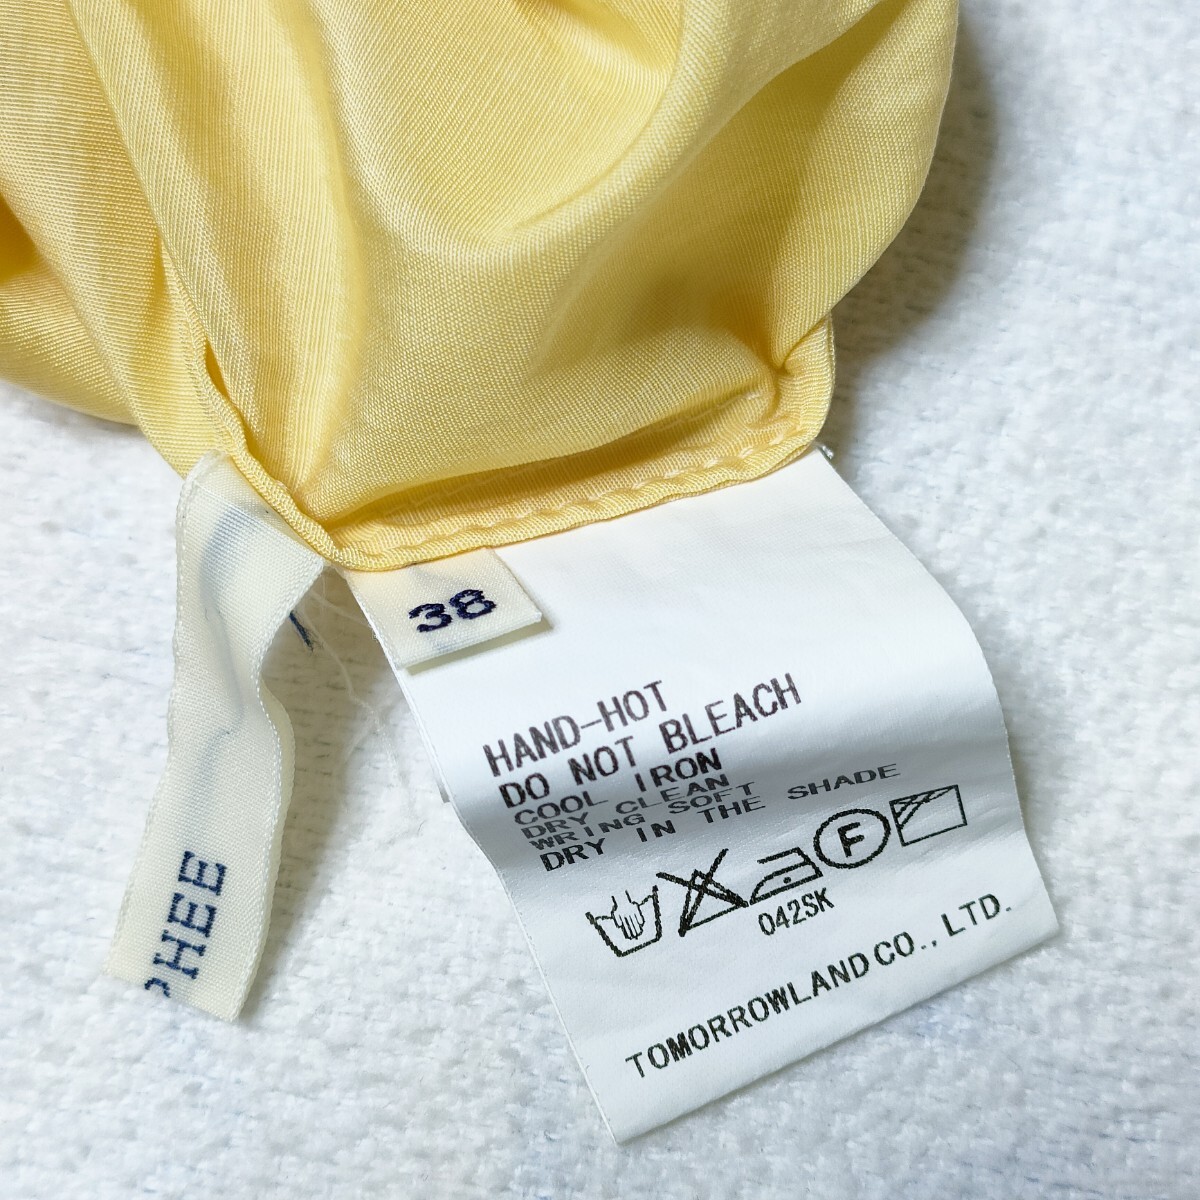 38
HAND-HOT
DO NOT BLEACH
COOL IRON
DRY CLEAN
WRING SOFT
DRY IN THE SHADE
F
042SK
TOMORROWLAND CO., LTD.
PHEE